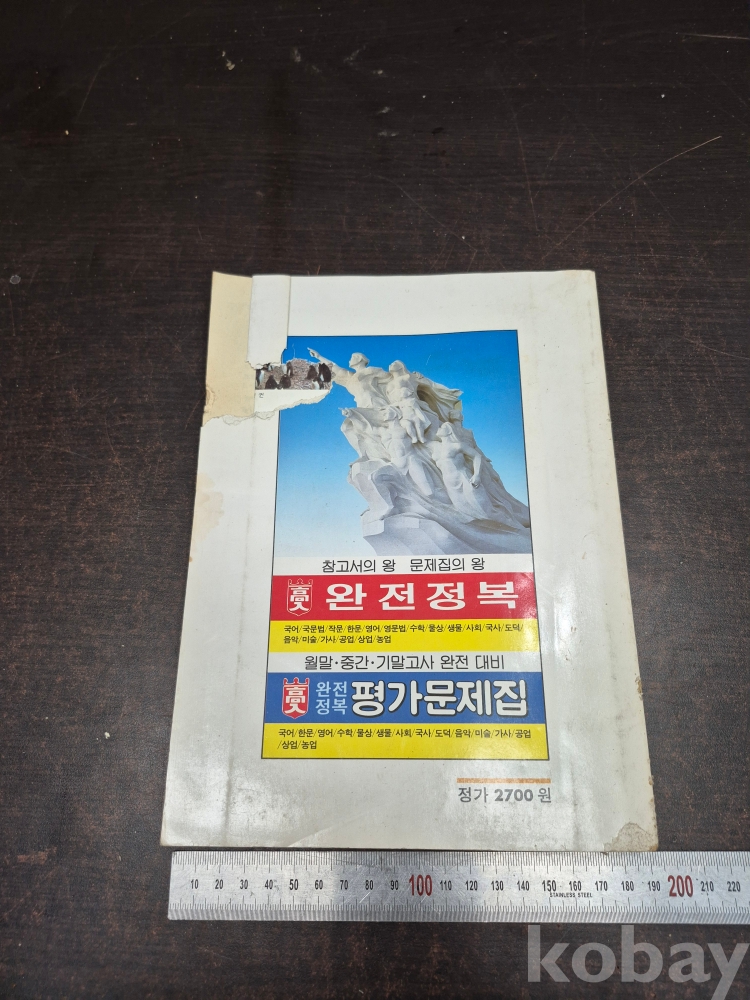 전
참고서의 왕 문제집의 왕
高入 완전정복
국어/국문법/작문/한문/영어/영문법/수학/물상/생물/사회/국사/도덕/
음악/미술/가사/공업/상업/농업
월말·중간·기말고사 완전 대비
高入 완전
정복 평가문제집
국어/한문/영어/수학/물상/생물/사회/국사/도덕/음악/미술/가사/공업
/상업/농업
정가 2700 원
10 20 30 40 50 60 70 80 90 100 110 120 130 140 150 160 170 180 190 200 210 220
STAINLESS STEEL
kobay